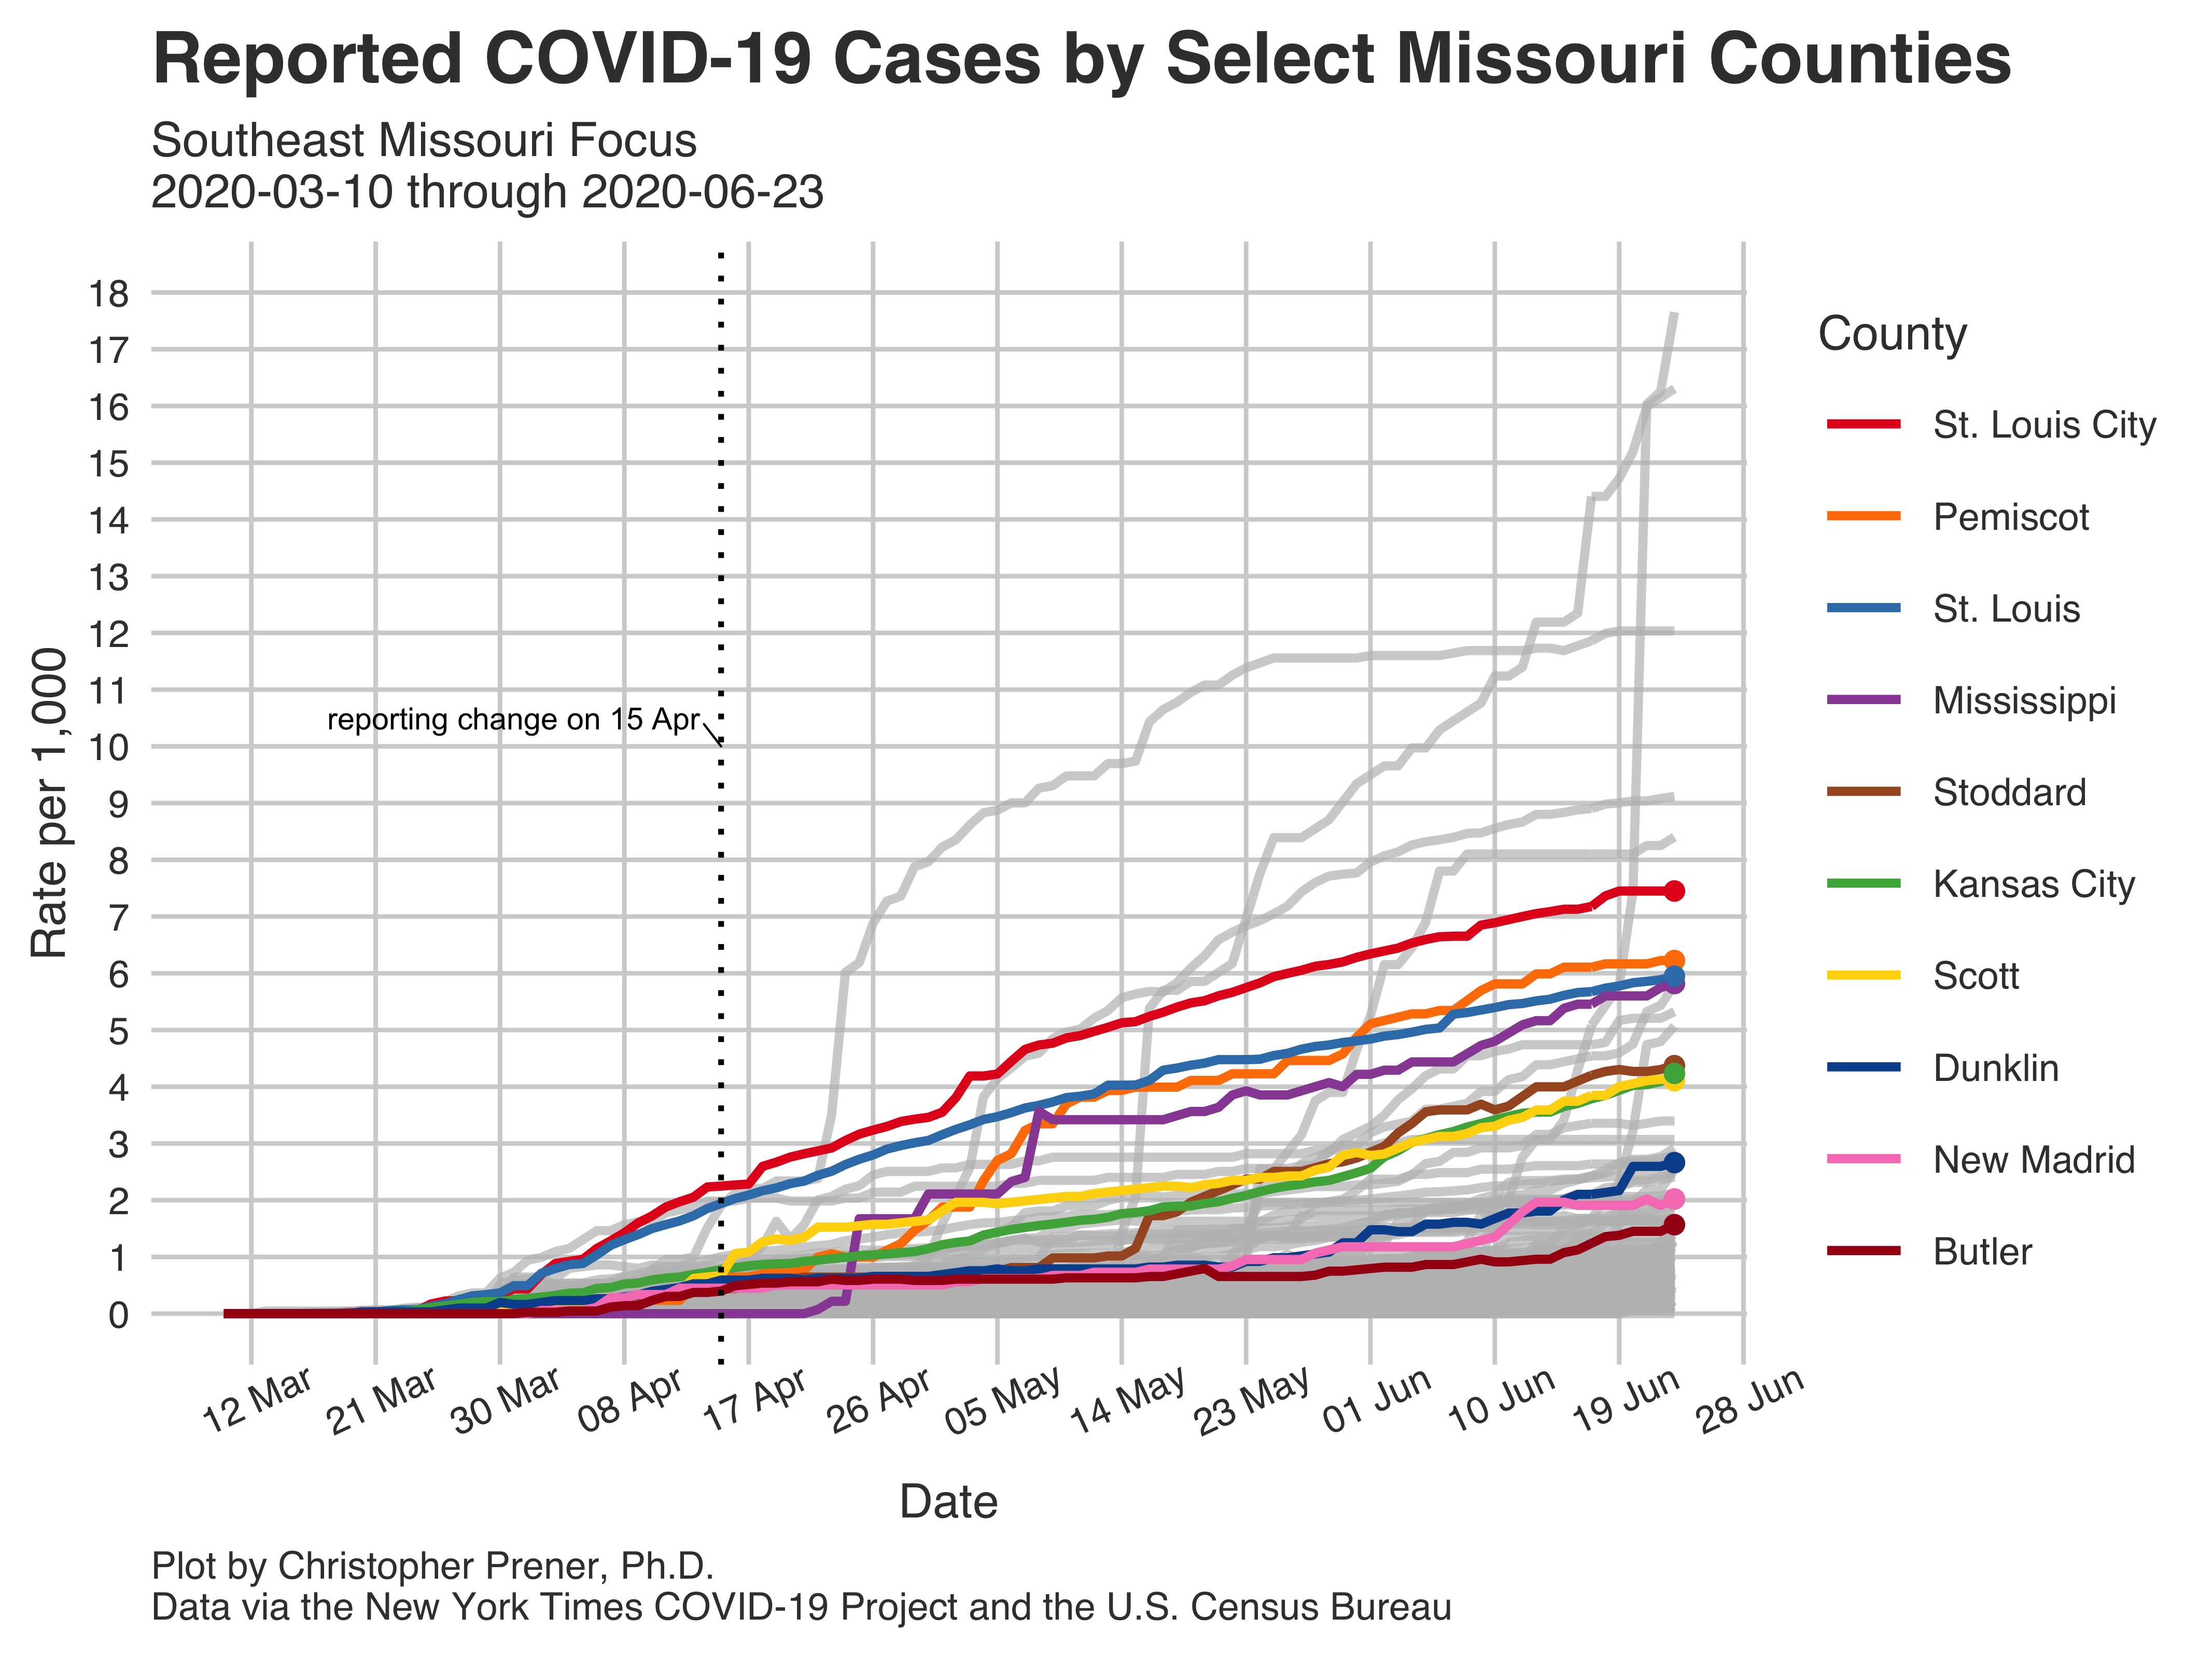 Reported COVID-19 Cases by Select Missouri Counties
Southeast Missouri Focus
2020-03-10 through 2020-06-23
Rate per 1,000
18
17
16
15
14
13
12
11
10
9
8
7
6
5
4
3
2
1
0
reporting change on 15 Apr
12 Mar
21 Mar
30 Mar
08 Apr
17 Apr
26 Apr
05 May
14 May
23 May
01 Jun
10 Jun
19 Jun
28 Jun
Date
County
St. Louis City
Pemiscot
St. Louis
Mississippi
Stoddard
Kansas City
Scott
Dunklin
New Madrid
Butler
Plot by Christopher Prener, Ph.D.
Data via the New York Times COVID-19 Project and the U.S. Census Bureau